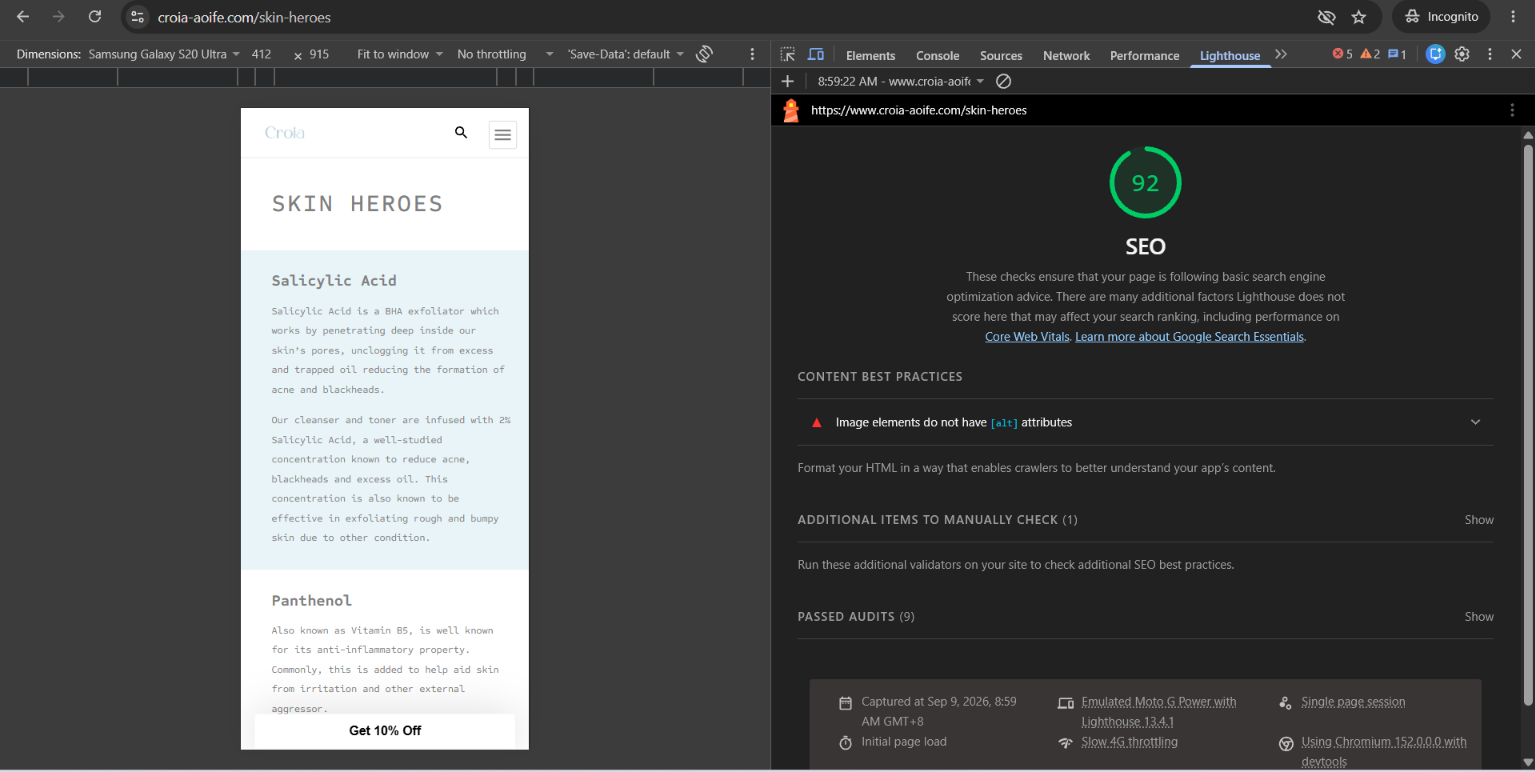 croia-aoife.com/skin-heroes
Incognito
Dimensions: Samsung Galaxy S20 Ultra 412 × 915 Fit to window No throttling 'Save-Data': default
Elements Console Sources Network Performance Lighthouse 5 2 1
8:59:22 AM - www.croia-aoife
https://www.croia-aoife.com/skin-heroes
Croia
SKIN HEROES
Salicylic Acid
Salicylic Acid is a BHA exfoliator which
works by penetrating deep inside our
skin's pores, unclogging it from excess
and trapped oil reducing the formation of
acne and blackheads.
Our cleanser and toner are infused with 2%
Salicylic Acid, a well-studied
concentration known to reduce acne,
blackheads and excess oil. This
concentration is also known to be
effective in exfoliating rough and bumpy
skin due to other condition.
Panthenol
Also known as Vitamin B5, is well known
for its anti-inflammatory property.
Commonly, this is added to help aid skin
from irritation and other external
aggressor.
Get 10% Off
92
SEO
These checks ensure that your page is following basic search engine
optimization advice. There are many additional factors Lighthouse does not
score here that may affect your search ranking, including performance on
Core Web Vitals. Learn more about Google Search Essentials.
CONTENT BEST PRACTICES
Image elements do not have [alt] attributes
Format your HTML in a way that enables crawlers to better understand your app's content.
ADDITIONAL ITEMS TO MANUALLY CHECK (1)
Show
Run these additional validators on your site to check additional SEO best practices.
PASSED AUDITS (9)
Show
Captured at Sep 9, 2026, 8:59
AM GMT+8
Initial page load
Emulated Moto G Power with
Lighthouse 13.4.1
Slow 4G throttling
Single page session
Using Chromium 152.0.0.0 with
devtools